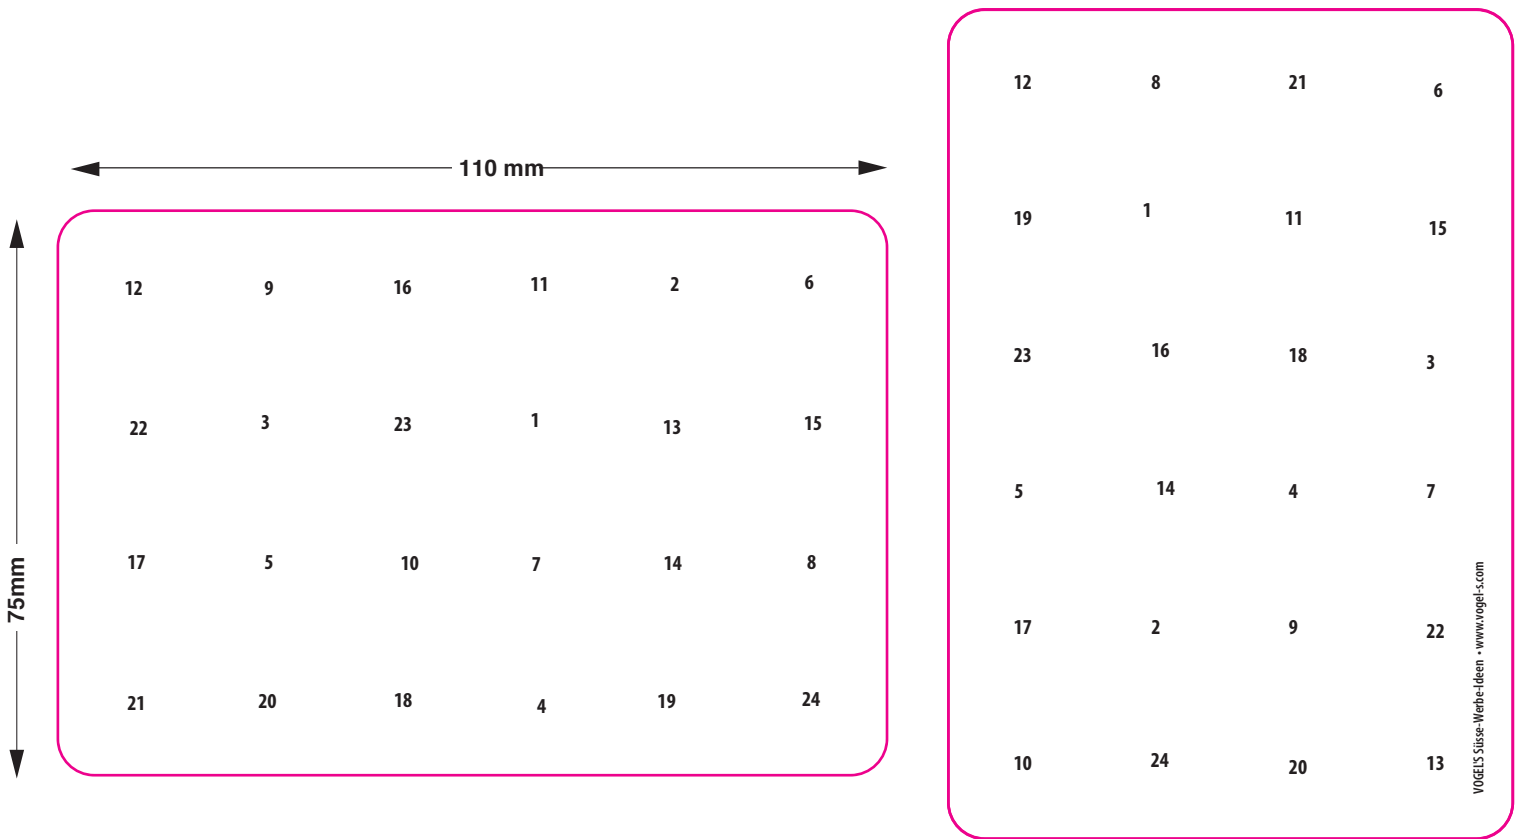 110 mm
75mm
12 9 16 11 2 6
22 3 23 1 13 15
17 5 10 7 14 8
21 20 18 4 19 24
12 8 21 6
19 1 11 15
23 16 18 3
5 14 4 7
17 2 9 22
10 24 20 13
VOGEL'S Süsse-Werbe-Ideen • www.vogel-s.com